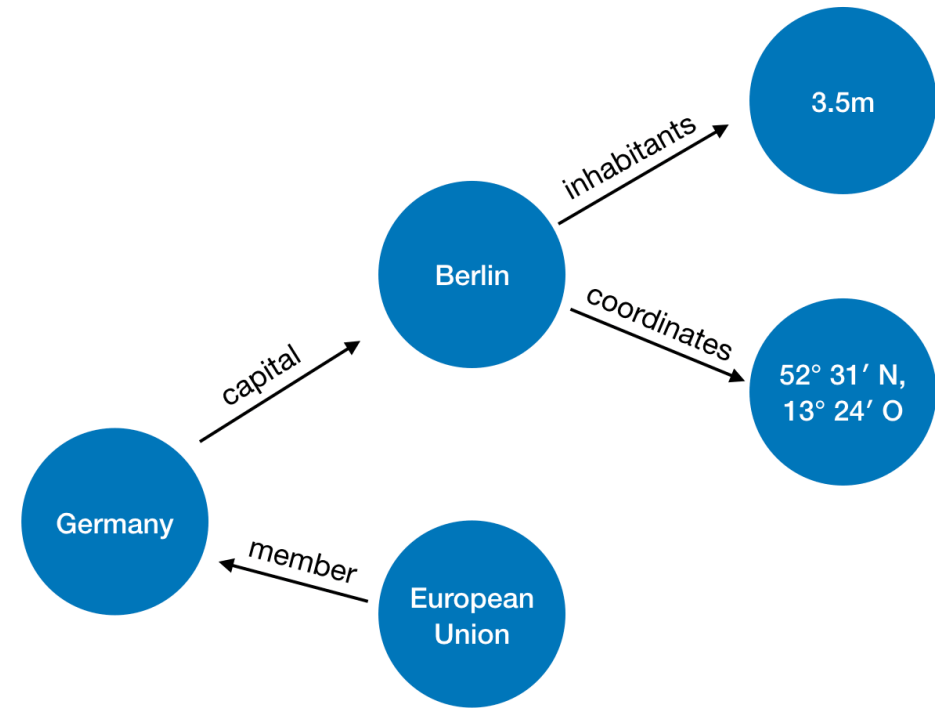 3.5m
inhabitants
Berlin
coordinates
52° 31′ N,
13° 24′ O
capital
Germany
member
European
Union